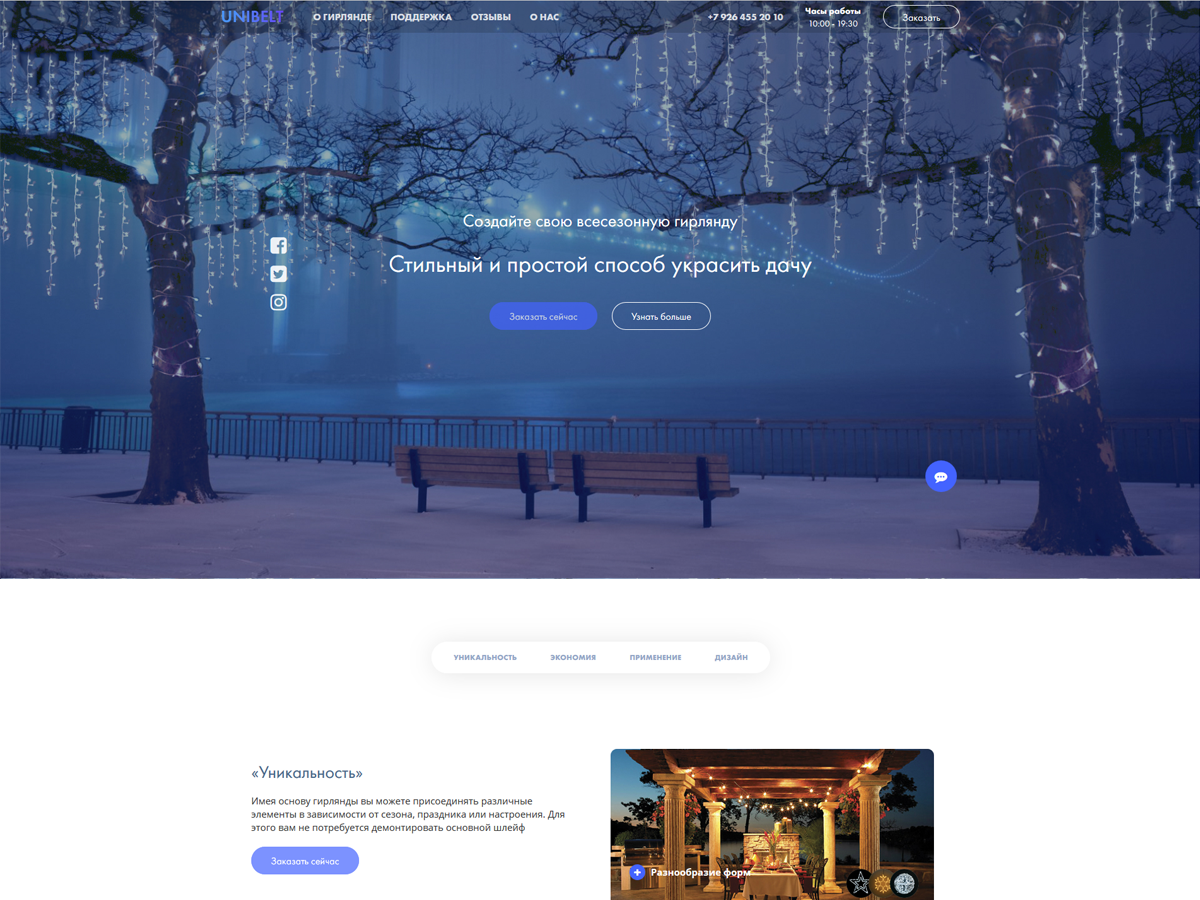 UNIBELT
О ГИРЛЯНДЕ
ПОДДЕРЖКА
ОТЗЫВЫ
О НАС
+7 926 455 20 10
Часы работы
10:00 - 19:30
Заказать
Создайте свою всесезонную гирлянду
Стильный и простой способ украсить дачу
Заказать сейчас
Узнать больше
УНИКАЛЬНОСТЬ
ЭКОНОМИЯ
ПРИМЕНЕНИЕ
ДИЗАЙН
«Уникальность»
Имея основу гирлянды вы можете присоединять различные
элементы в зависимости от сезона, праздника или настроения. Для
этого вам не потребуется демонтировать основной шлейф
Заказать сейчас
Разнообразие форм